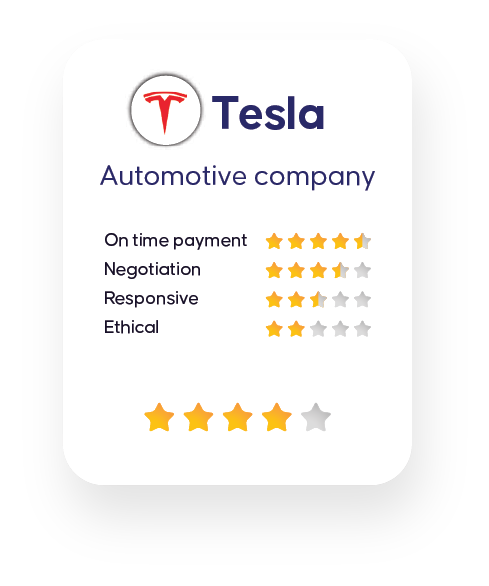 Tesla
Automotive company
On time payment
Negotiation
Responsive
Ethical